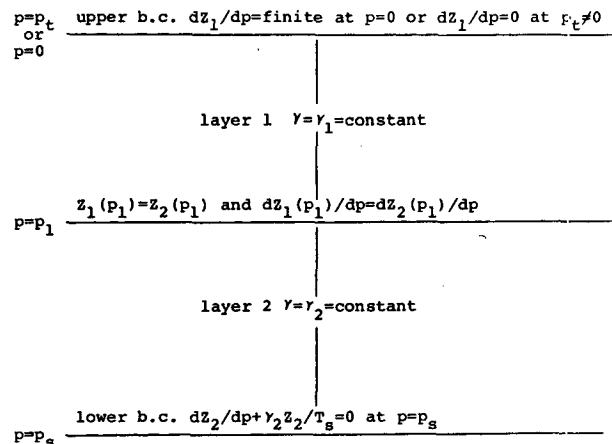 p=p_t upper b.c. dZ_1/dp=finite at p=0 or dZ_1/dp=0 at p_t≠0
or
p=0
layer 1 γ=γ_1=constant
Z_1(p_1)=Z_2(p_1) and dZ_1(p_1)/dp=dZ_2(p_1)/dp
p=p_1
layer 2 γ=γ_2=constant
lower b.c. dZ_2/dp+γ_2Z_2/T_s=0 at p=p_s
p=p_s